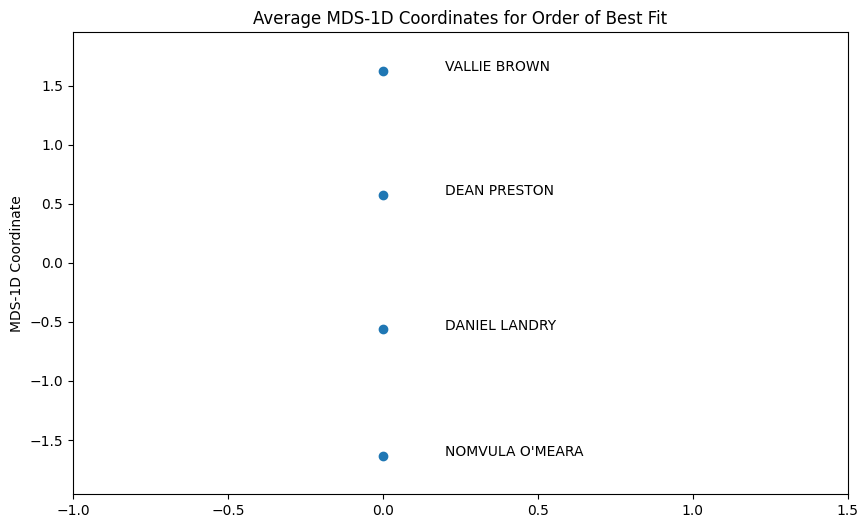 Average MDS-1D Coordinates for Order of Best Fit
VALLIE BROWN
1.5
1.0
DEAN PRESTON
0.5
MDS-1D Coordinate
0.0
−0.5
DANIEL LANDRY
−1.0
−1.5
NOMVULA O'MEARA
−1.0
−0.5
0.0
0.5
1.0
1.5